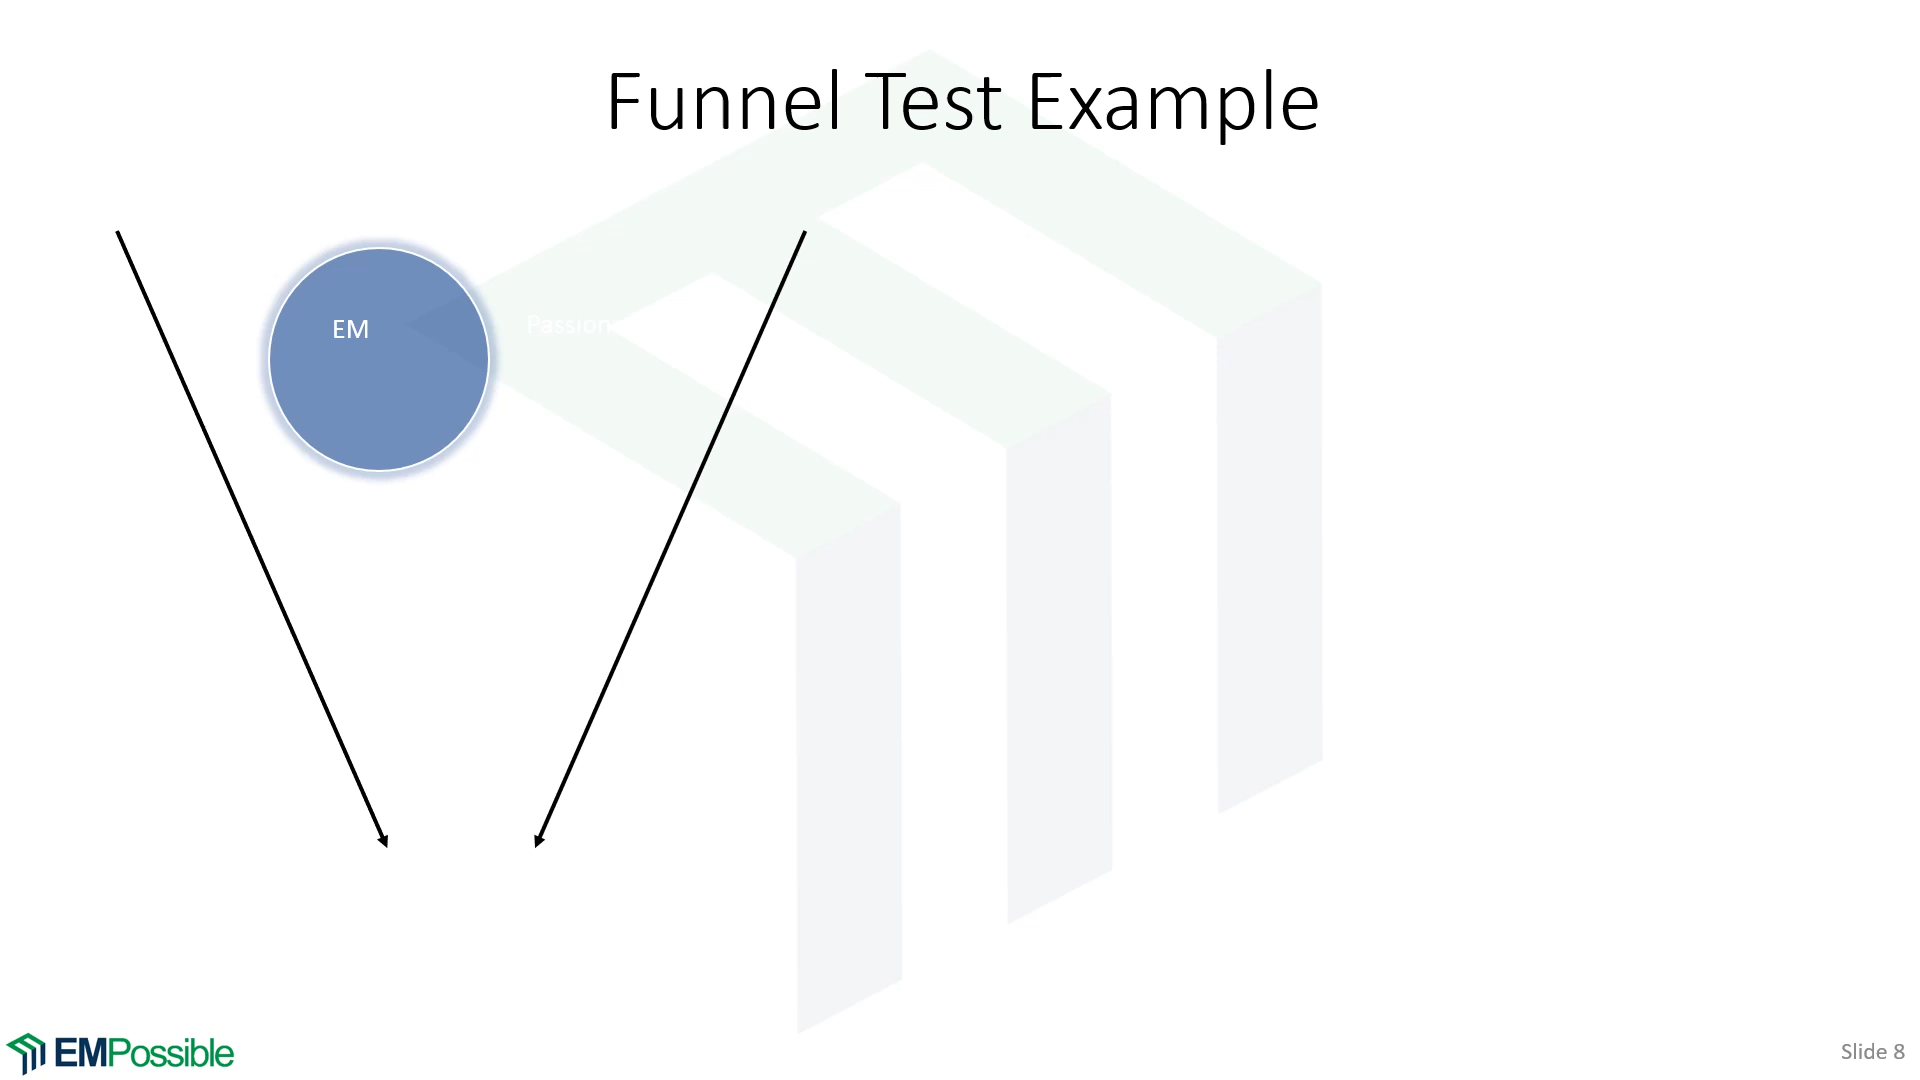 Funnel Test Example
EM
Passion
EMPossible
Slide 8